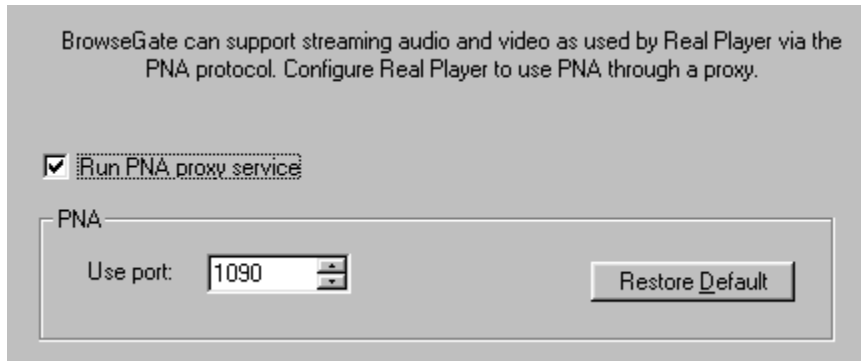 BrowseGate can support streaming audio and video as used by Real Player via the
PNA protocol. Configure Real Player to use PNA through a proxy.
Run PNA proxy service
PNA
Use port: 1090 Restore Default